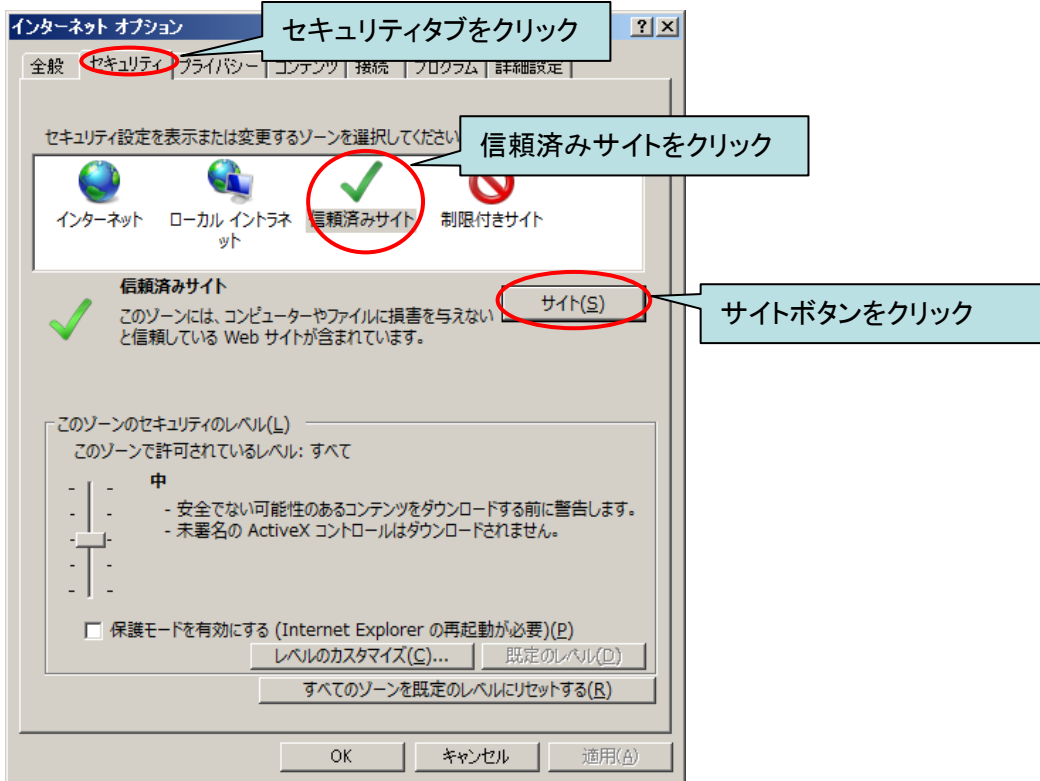 インターネット オプション
セキュリティタブをクリック
全般 セキュリティ プライバシー コンテンツ 接続 プログラム 詳細設定
セキュリティ設定を表示または変更するゾーンを選択してください
信頼済みサイトをクリック
インターネット
ローカル イントラネ
ット
信頼済みサイト
制限付きサイト
信頼済みサイト
サイト(S)
このゾーンには、コンピューターやファイルに損害を与えない
と信頼している Web サイトが含まれています。
サイトボタンをクリック
このゾーンのセキュリティのレベル(L)
このゾーンで許可されているレベル: すべて
中
- 安全でない可能性のあるコンテンツをダウンロードする前に警告します。
- 未署名の ActiveX コントロールはダウンロードされません。
保護モードを有効にする (Internet Explorer の再起動が必要)(P)
レベルのカスタマイズ(C)... 既定のレベル(D)
すべてのゾーンを既定のレベルにリセットする(R)
OK キャンセル 適用(A)